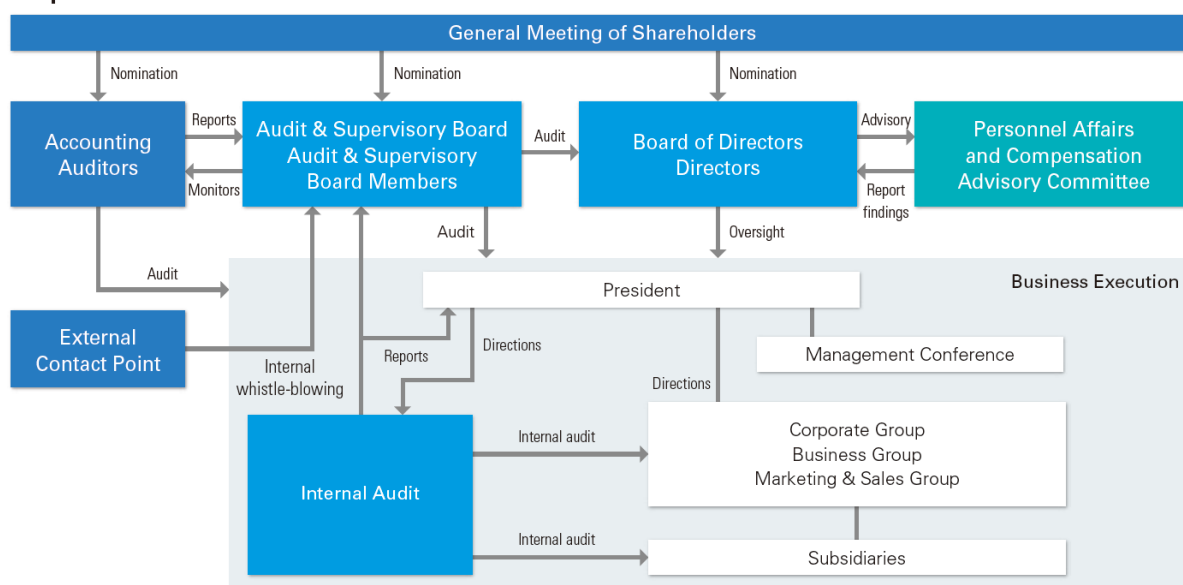 General Meeting of Shareholders
Nomination
Nomination
Nomination
Accounting
Auditors
Reports
Monitors
Audit & Supervisory Board
Audit & Supervisory
Board Members
Audit
Board of Directors
Directors
Advisory
Report
findings
Personnel Affairs
and Compensation
Advisory Committee
Audit
Audit
Oversight
Business Execution
President
External
Contact Point
Internal
whistle-blowing
Reports
Directions
Directions
Management Conference
Internal Audit
Internal audit
Internal audit
Corporate Group
Business Group
Marketing & Sales Group
Subsidiaries